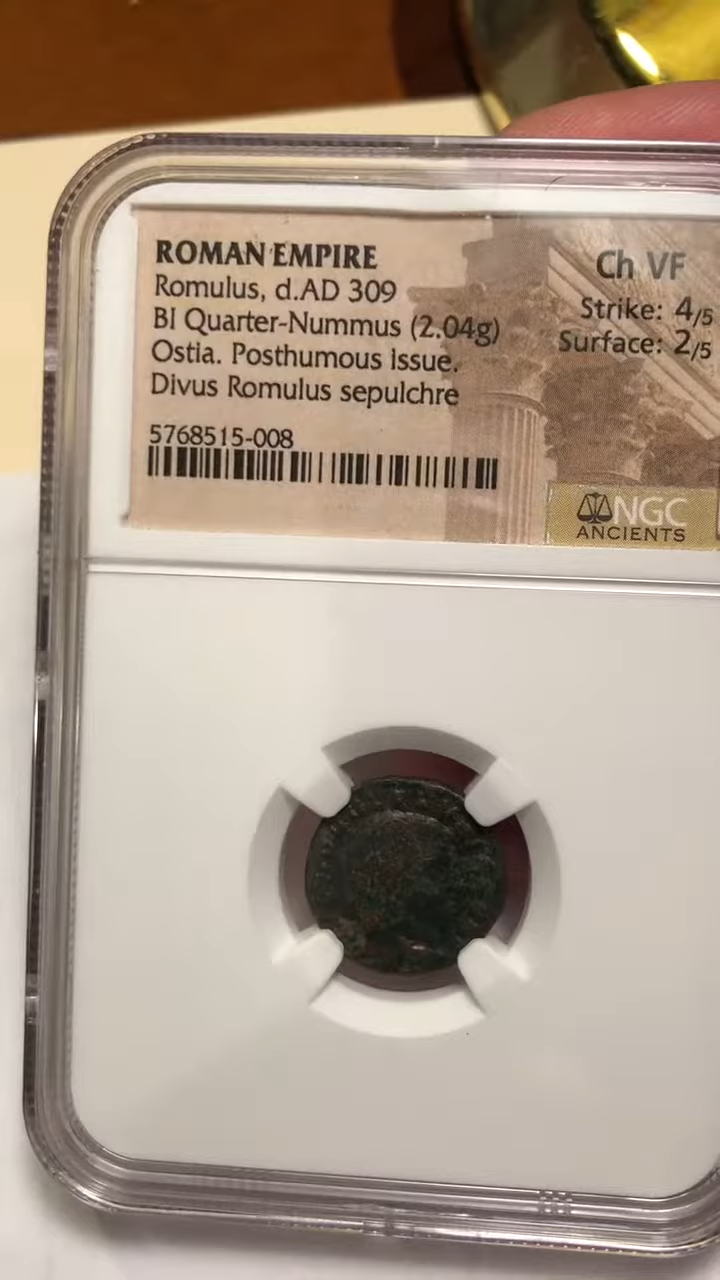 ROMAN EMPIRE
Romulus, d.AD 309
BI Quarter-Nummus (2.04g)
Ostia. Posthumous issue.
Divus Romulus sepulchre
5768515-008
Ch VF
Strike: 4/5
Surface: 2/5
NGC
ANCIENTS